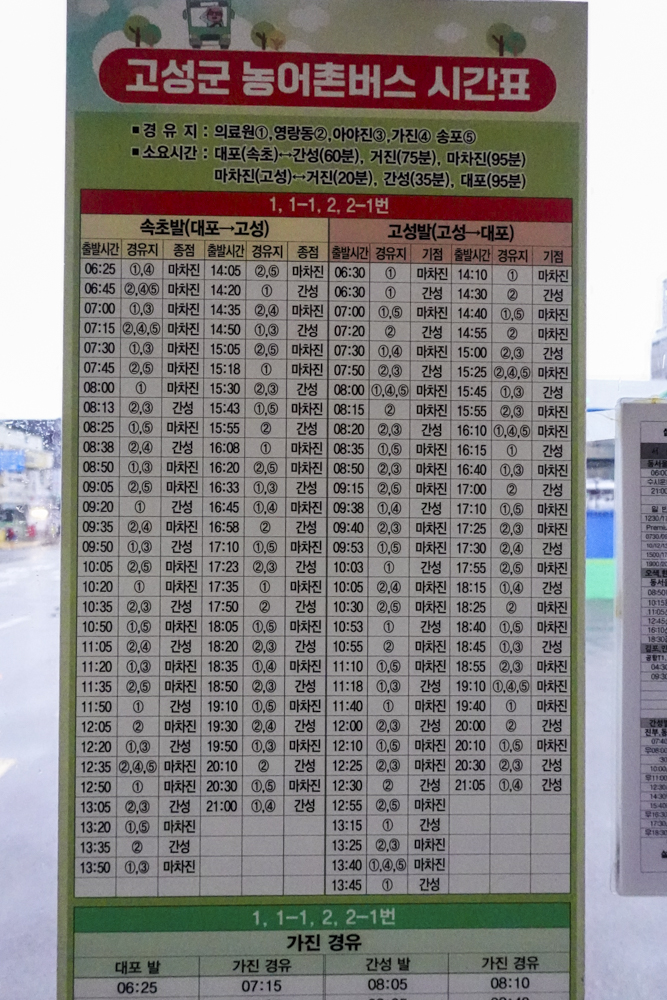 고성군 농어촌버스 시간표
■ 경 유 지 : 의료원①,영랑동②,아야진③,가진④ 송포⑤
■ 소요시간 : 대포(속초)↔간성(60분), 거진(75분), 마차진(95분)
마차진(고성)↔거진(20분), 간성(35분), 대포(95분)
1, 1-1, 2, 2-1번
속초발(대포→고성) 고성발(고성→대포)
출발시간 경유지 종점 출발시간 경유지 종점 출발시간 경유지 기점 출발시간 경유지 기점
06:25 ①,④ 마차진 14:05 ②,⑤ 마차진 06:30 ① 마차진 14:10 ① 마차진
06:45 ②,④⑤ 마차진 14:20 ① 간성 06:30 ① 간성 14:30 ② 간성
07:00 ①,③ 마차진 14:35 ②,④ 마차진 07:00 ①,⑤ 마차진 14:40 ①,⑤ 마차진
07:15 ②,④,⑤ 마차진 14:50 ①,③ 간성 07:20 ② 간성 14:55 ② 마차진
07:30 ①,③ 마차진 15:05 ②,⑤ 마차진 07:30 ①,④ 마차진 15:00 ②,③ 간성
07:45 ②,⑤ 마차진 15:18 ① 마차진 07:50 ②,③ 간성 15:25 ②,④,⑤ 마차진
08:00 ① 마차진 15:30 ②,③ 간성 08:00 ①,④,⑤ 마차진 15:45 ①,③ 간성
08:13 ②,③ 간성 15:43 ①,⑤ 마차진 08:15 ② 마차진 15:55 ②,③ 마차진
08:25 ①,⑤ 마차진 15:55 ② 간성 08:20 ②,③ 간성 16:10 ①,④,⑤ 마차진
08:38 ②,④ 간성 16:08 ① 마차진 08:35 ①,⑤ 마차진 16:15 ① 간성
08:50 ①,③ 마차진 16:20 ②,⑤ 마차진 08:50 ②,③ 마차진 16:40 ①,③ 마차진
09:05 ②,⑤ 마차진 16:33 ①,③ 간성 09:15 ②,⑤ 마차진 17:00 ② 간성
09:20 ① 간성 16:45 ①,④ 마차진 09:38 ①,④ 간성 17:10 ①,⑤ 마차진
09:35 ②,④ 마차진 16:58 ② 간성 09:40 ②,③ 마차진 17:25 ②,③ 마차진
09:50 ①,③ 간성 17:10 ①,⑤ 마차진 09:53 ①,⑤ 마차진 17:30 ②,④ 간성
10:05 ②,⑤ 마차진 17:23 ②,③ 간성 10:03 ① 간성 17:55 ②,⑤ 마차진
10:20 ① 마차진 17:35 ① 마차진 10:05 ②,④ 마차진 18:15 ①,④ 간성
10:35 ②,③ 간성 17:50 ② 간성 10:30 ②,⑤ 마차진 18:25 ② 마차진
10:50 ①,⑤ 마차진 18:05 ①,⑤ 마차진 10:53 ① 간성 18:40 ①,⑤ 마차진
11:05 ②,④ 간성 18:20 ②,③ 마차진 10:55 ② 마차진 18:45 ①,③ 간성
11:20 ①,③ 마차진 18:35 ①,④ 마차진 11:10 ①,⑤ 마차진 18:55 ②,③ 마차진
11:35 ②,⑤ 마차진 18:50 ②,③ 간성 11:18 ①,③ 간성 19:10 ①,④,⑤ 마차진
11:50 ① 간성 19:10 ①,⑤ 마차진 11:40 ① 마차진 19:40 ① 마차진
12:05 ② 마차진 19:30 ②,④ 간성 12:00 ②,③ 간성 20:00 ② 간성
12:20 ①,③ 간성 19:50 ①,③ 마차진 12:10 ①,⑤ 마차진 20:10 ①,⑤ 마차진
12:35 ②,④,⑤ 마차진 20:10 ② 간성 12:25 ②,③ 마차진 20:30 ②,③ 간성
12:50 ① 마차진 20:30 ①,⑤ 마차진 12:30 ② 간성 21:05 ①,④ 간성
13:05 ②,③ 간성 21:00 ①,④ 간성 12:55 ②,⑤ 마차진
13:20 ①,⑤ 마차진 13:15 ① 간성
13:35 ② 간성 13:25 ②,③ 마차진
13:50 ①,③ 마차진 13:40 ①,④,⑤ 마차진
13:45 ① 간성
1, 1-1, 2, 2-1번
가진 경유
대포 발 가진 경유 간성 발 가진 경유
06:25 07:15 08:05 08:10